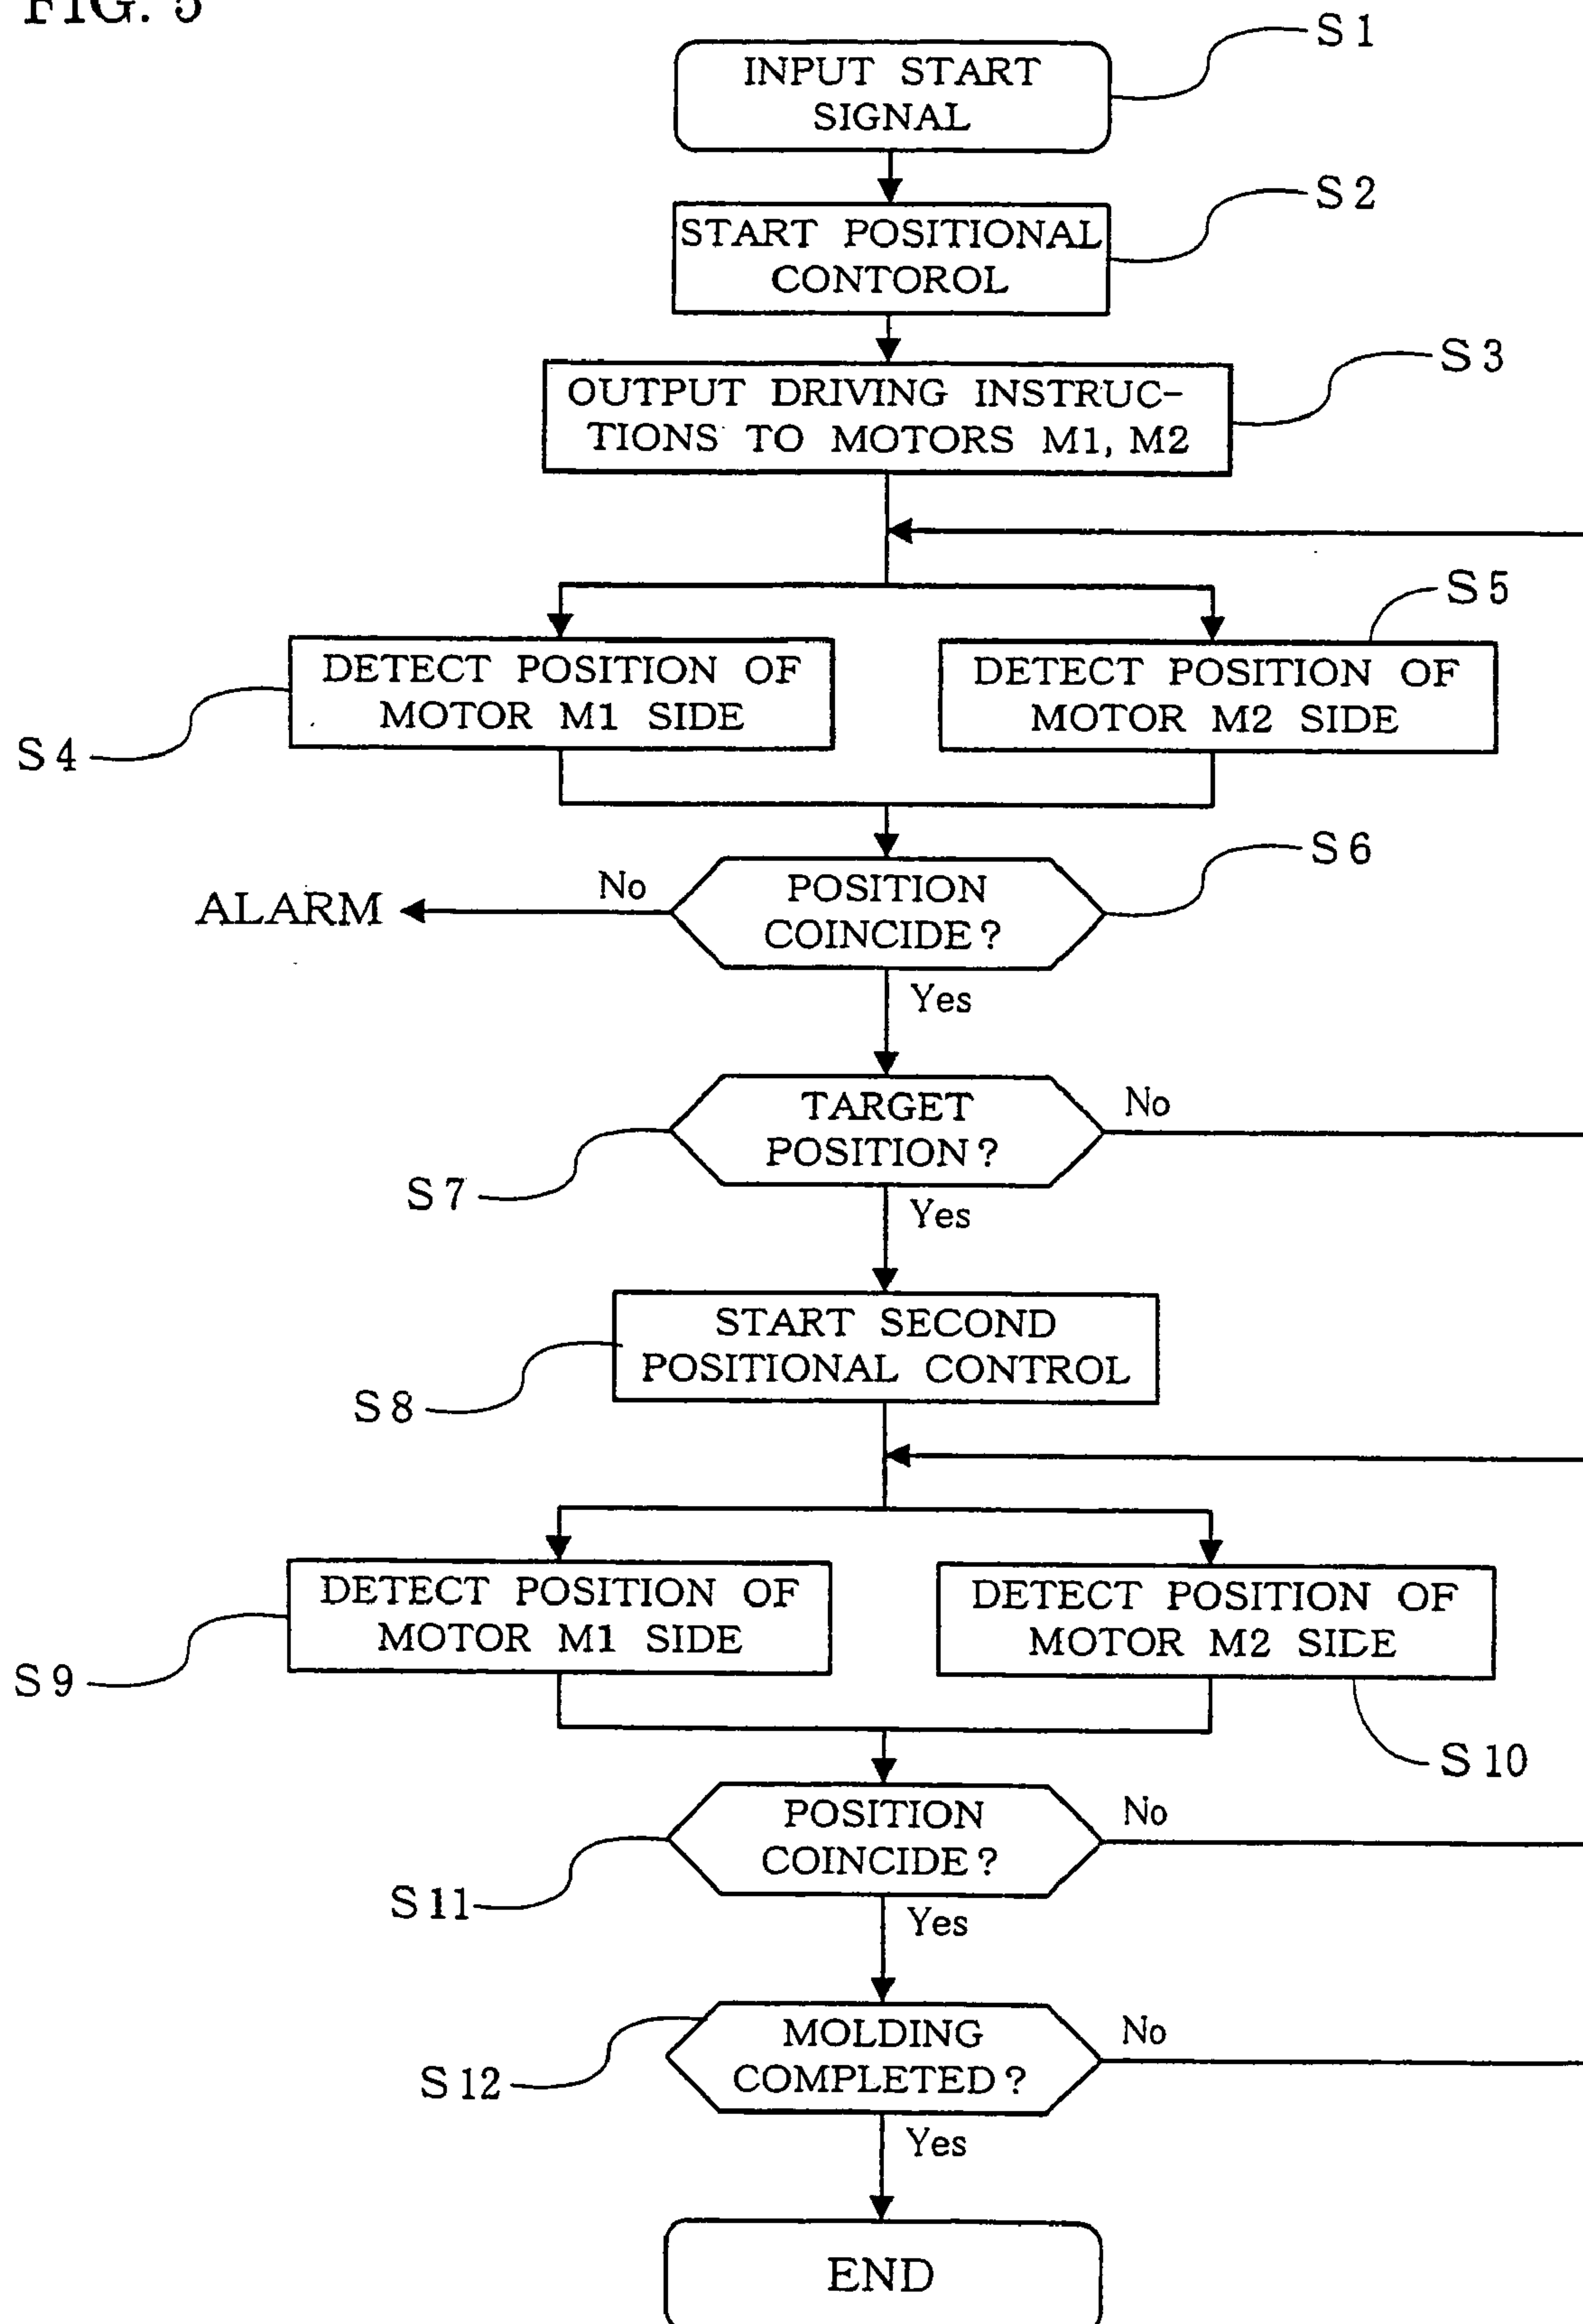 FIG. 5
INPUT START
SIGNAL
S1
START POSITIONAL
CONTOROL
S2
OUTPUT DRIVING INSTRUC-
TIONS TO MOTORS M1, M2
S3
DETECT POSITION OF
MOTOR M1 SIDE
S4
DETECT POSITION OF
MOTOR M2 SIDE
S5
POSITION
COINCIDE?
S6
No
ALARM
Yes
TARGET
POSITION?
S7
No
Yes
START SECOND
POSITIONAL CONTROL
S8
DETECT POSITION OF
MOTOR M1 SIDE
S9
DETECT POSITION OF
MOTOR M2 SIDE
S10
POSITION
COINCIDE?
S11
No
Yes
MOLDING
COMPLETED?
S12
No
Yes
END